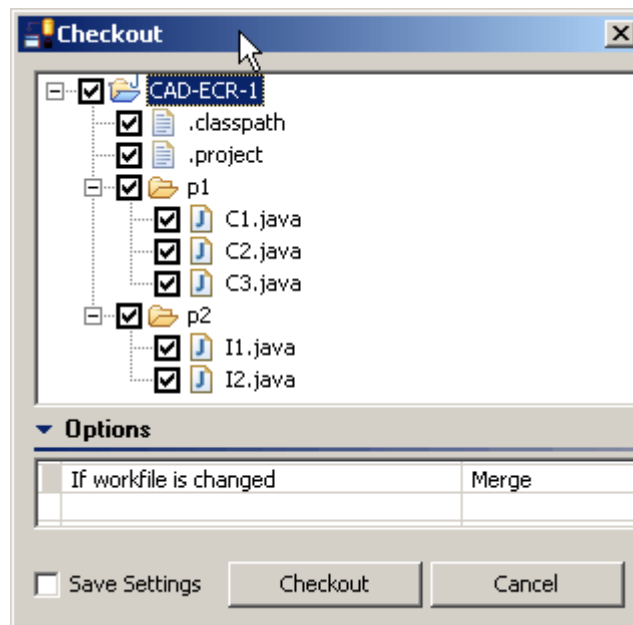 Checkout
CAD-ECR-1
.classpath
.project
p1
C1.java
C2.java
C3.java
p2
I1.java
I2.java
Options
If workfile is changed Merge
Save Settings Checkout Cancel